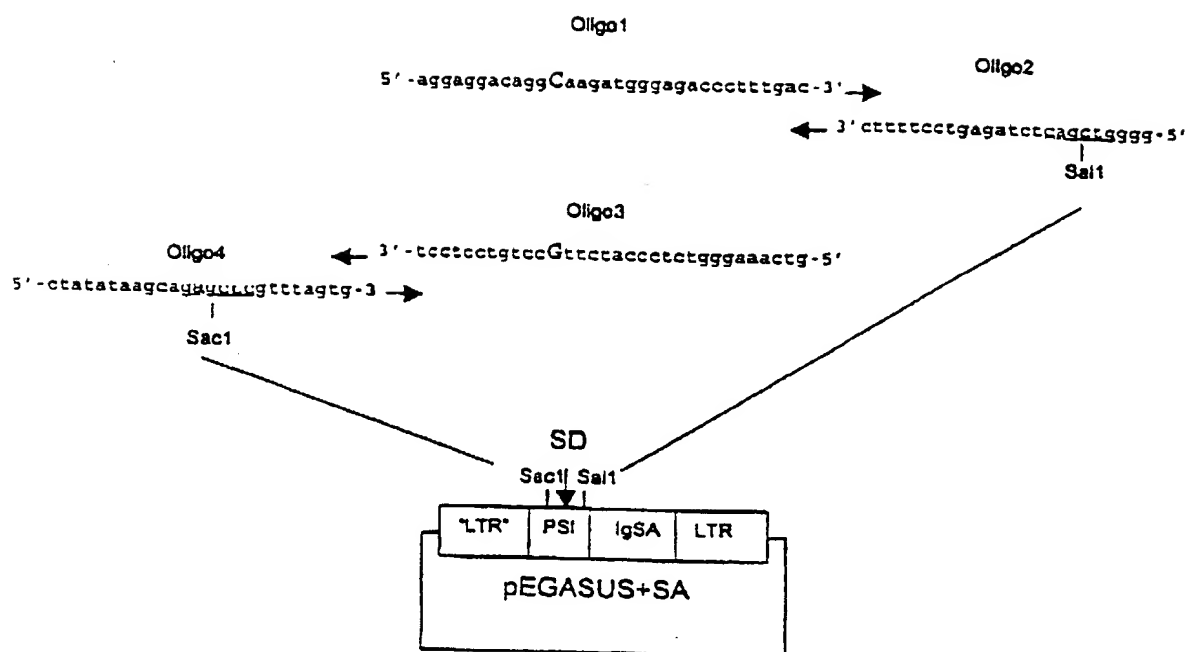 Oligo1
5'-aggaggacaggCaagatgggagaccctttgac-3'
Oligo2
3'cttttcctgagatctcagctgggg-5'
Sal1
Oligo3
3'-tcctcctgtccGttctaccctctgggaaactg-5'
Oligo4
5'-ctatataagcagagctcgtttagtg-3
Sac1
SD
Sac1 Sal1
"LTR" PSI IgSA LTR
pEGASUS+SA